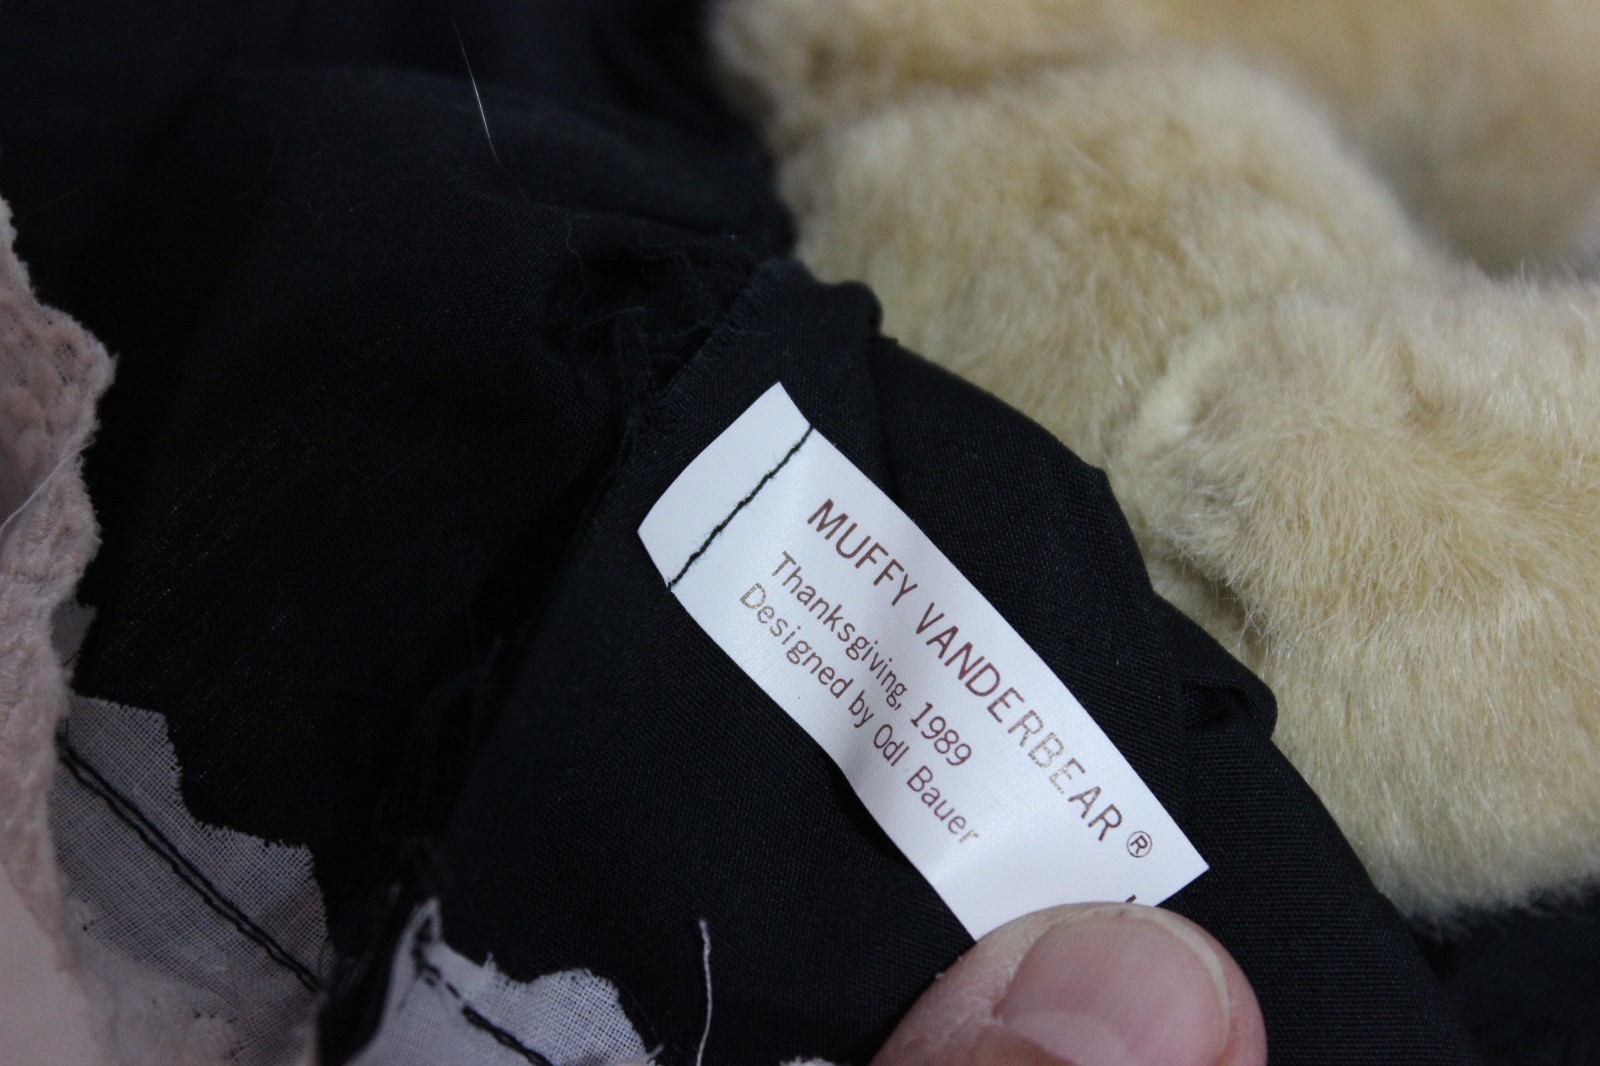 MUFFY VANDERBEAR®
Thanksgiving, 1989
Designed by Odl Bauer